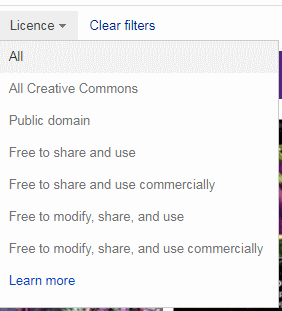 Licence Clear filters
All
All Creative Commons
Public domain
Free to share and use
Free to share and use commercially
Free to modify, share, and use
Free to modify, share, and use commercially
Learn more